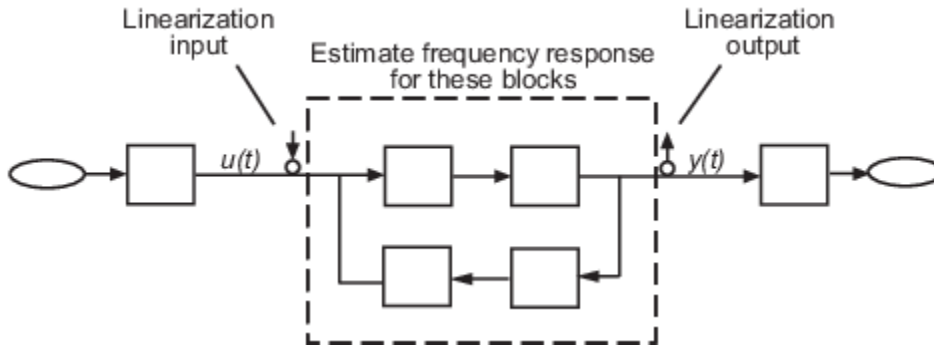 Linearization
input
Estimate frequency response
for these blocks
Linearization
output
u(t)
y(t)